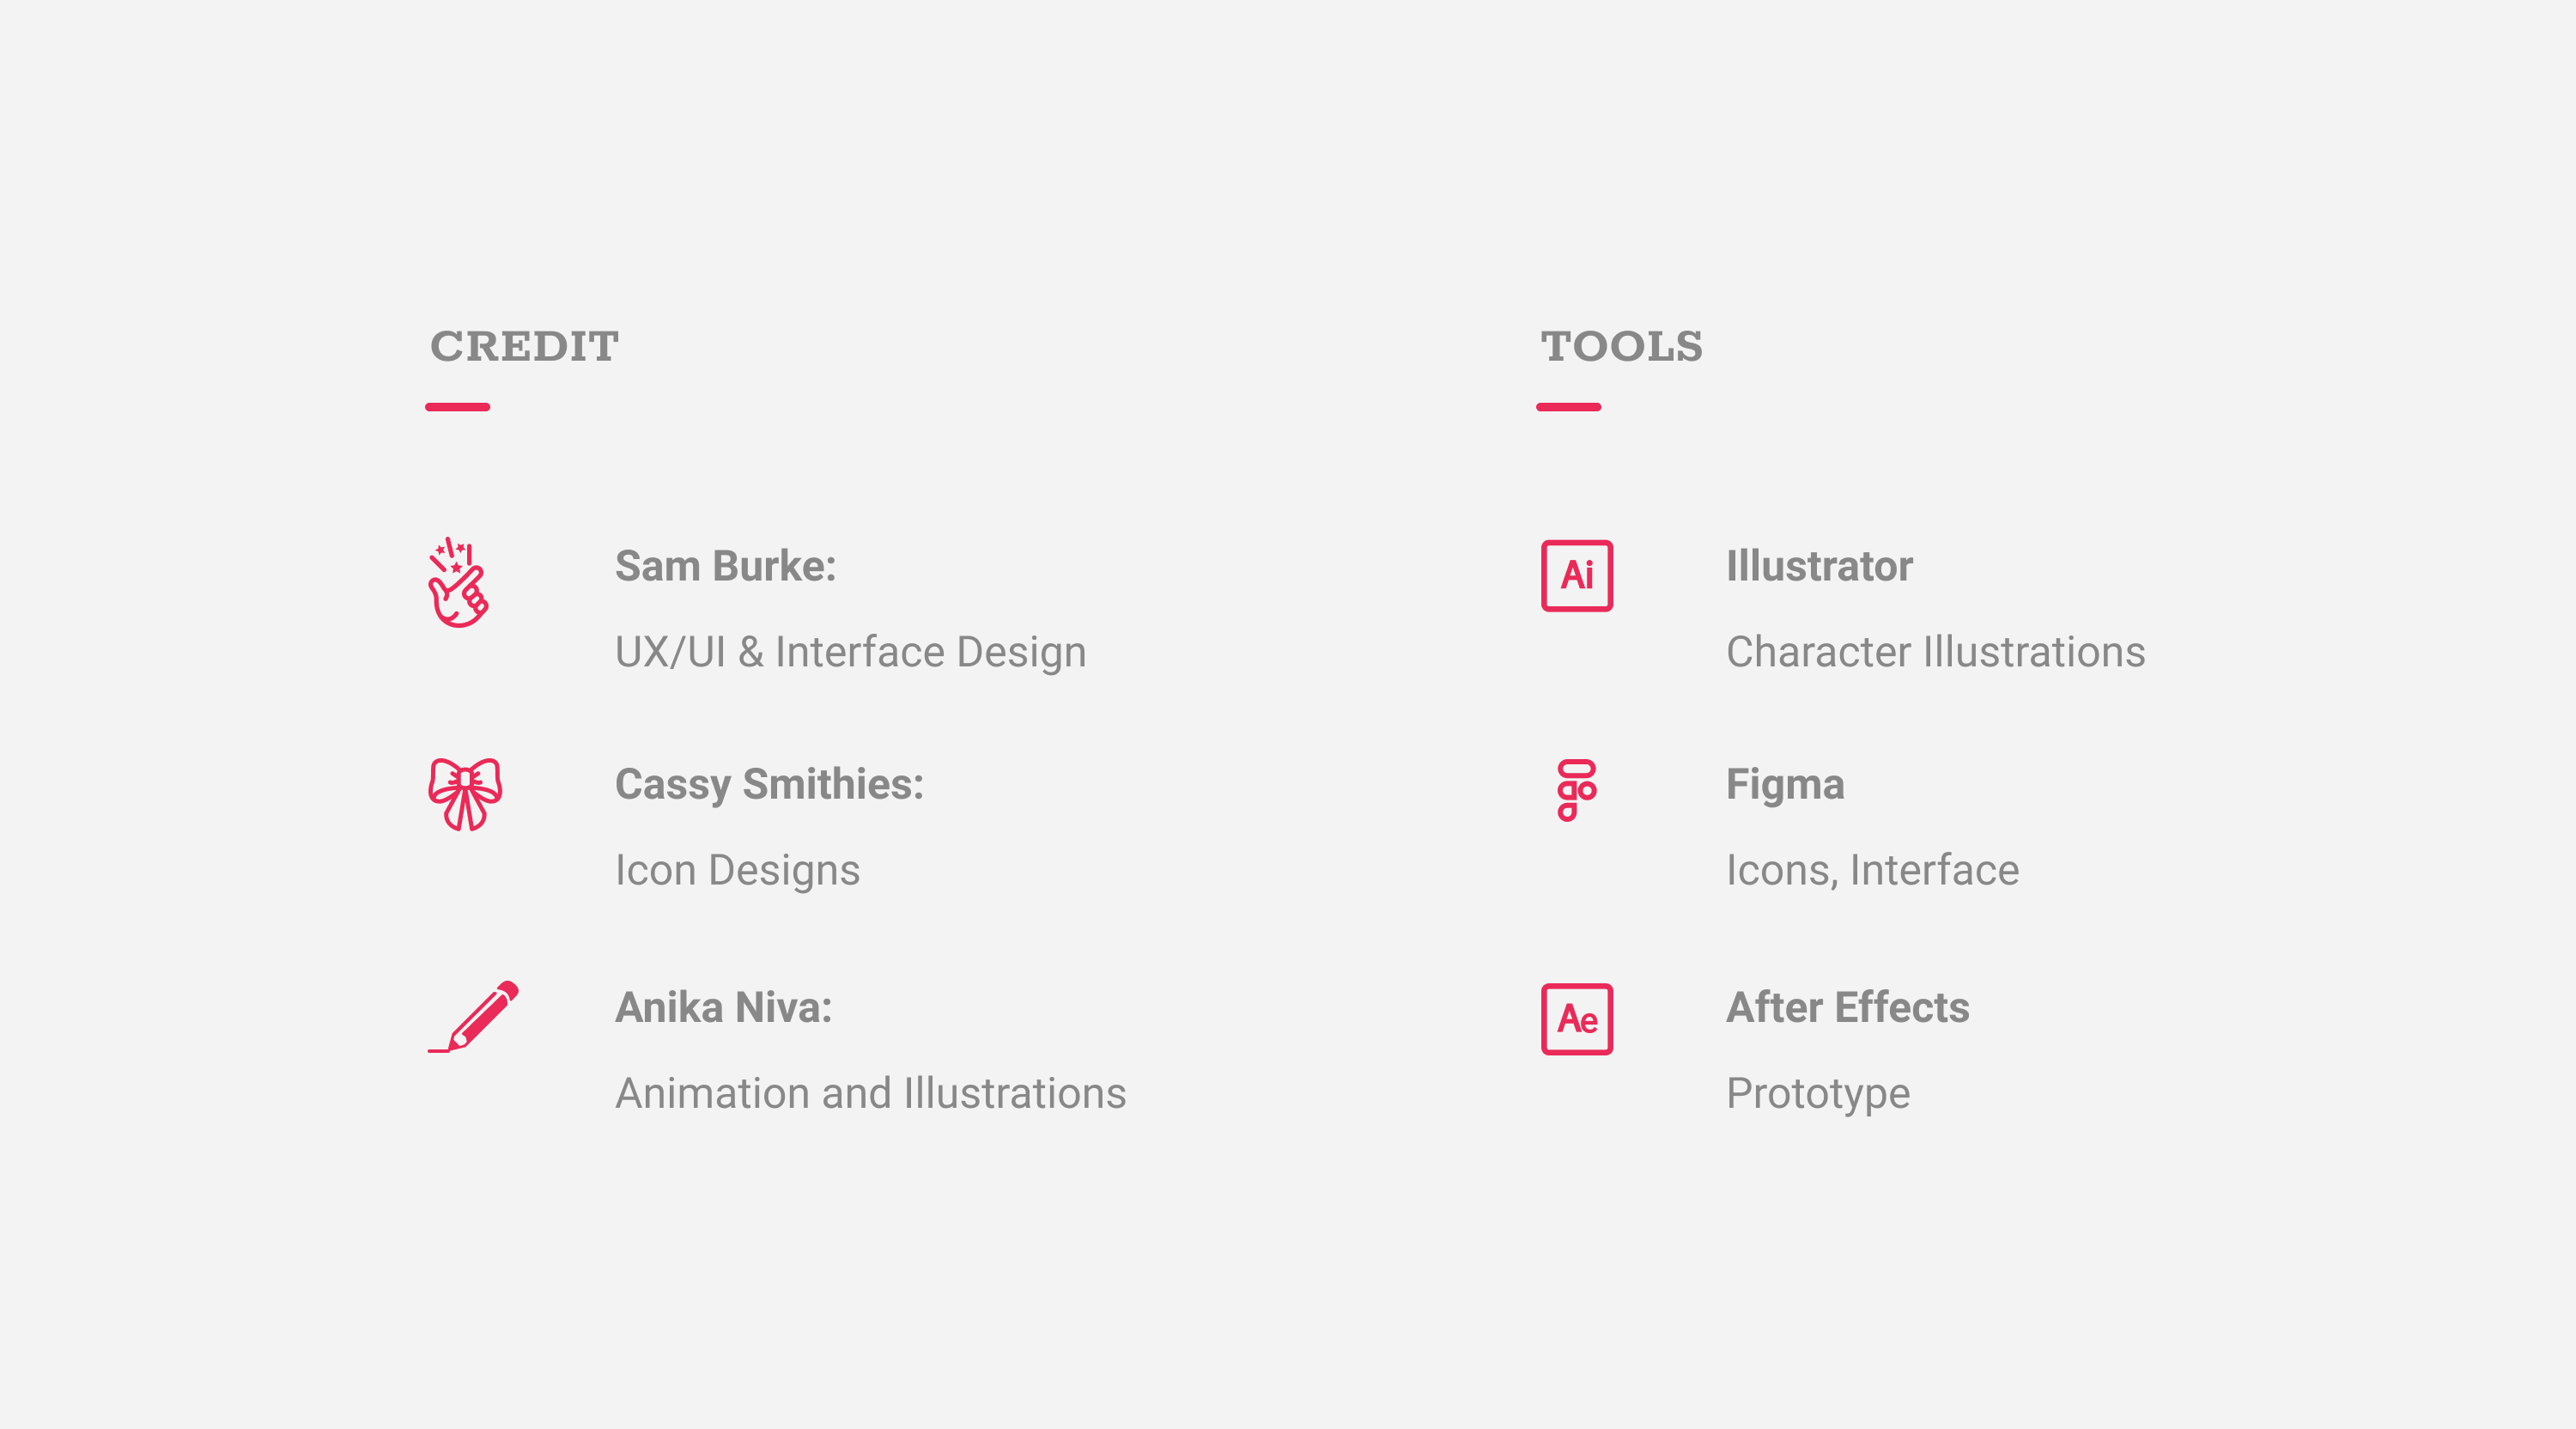 CREDIT
Sam Burke:
UX/UI & Interface Design
Cassy Smithies:
Icon Designs
Anika Niva:
Animation and Illustrations
TOOLS
Ai
Illustrator
Character Illustrations
Figma
Icons, Interface
Ae
After Effects
Prototype